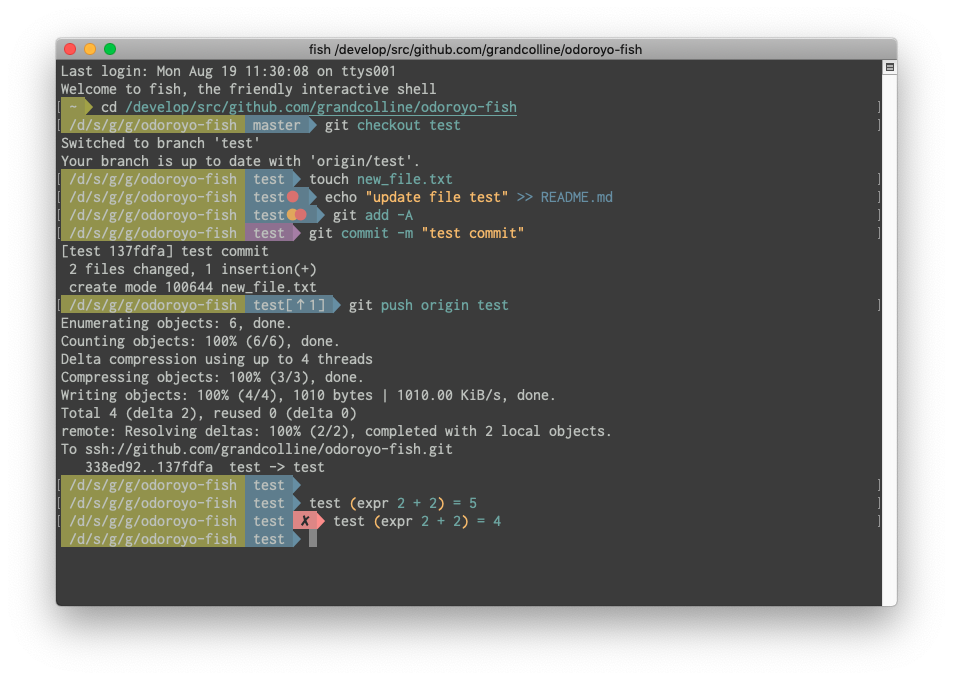 fish /develop/src/github.com/grandcolline/odoroyo-fish
Last login: Mon Aug 19 11:30:08 on ttys001
Welcome to fish, the friendly interactive shell
~ cd /develop/src/github.com/grandcolline/odoroyo-fish
/d/s/g/g/odoroyo-fish master git checkout test
Switched to branch 'test'
Your branch is up to date with 'origin/test'.
/d/s/g/g/odoroyo-fish test touch new_file.txt
/d/s/g/g/odoroyo-fish test echo "update file test" >> README.md
/d/s/g/g/odoroyo-fish test git add -A
/d/s/g/g/odoroyo-fish test git commit -m "test commit"
[test 137fdfa] test commit
2 files changed, 1 insertion(+)
create mode 100644 new_file.txt
/d/s/g/g/odoroyo-fish test[↑1] git push origin test
Enumerating objects: 6, done.
Counting objects: 100% (6/6), done.
Delta compression using up to 4 threads
Compressing objects: 100% (3/3), done.
Writing objects: 100% (4/4), 1010 bytes | 1010.00 KiB/s, done.
Total 4 (delta 2), reused 0 (delta 0)
remote: Resolving deltas: 100% (2/2), completed with 2 local objects.
To ssh://github.com/grandcolline/odoroyo-fish.git
338ed92..137fdfa test -> test
/d/s/g/g/odoroyo-fish test
/d/s/g/g/odoroyo-fish test test (expr 2 + 2) = 5
/d/s/g/g/odoroyo-fish test ✘ test (expr 2 + 2) = 4
/d/s/g/g/odoroyo-fish test